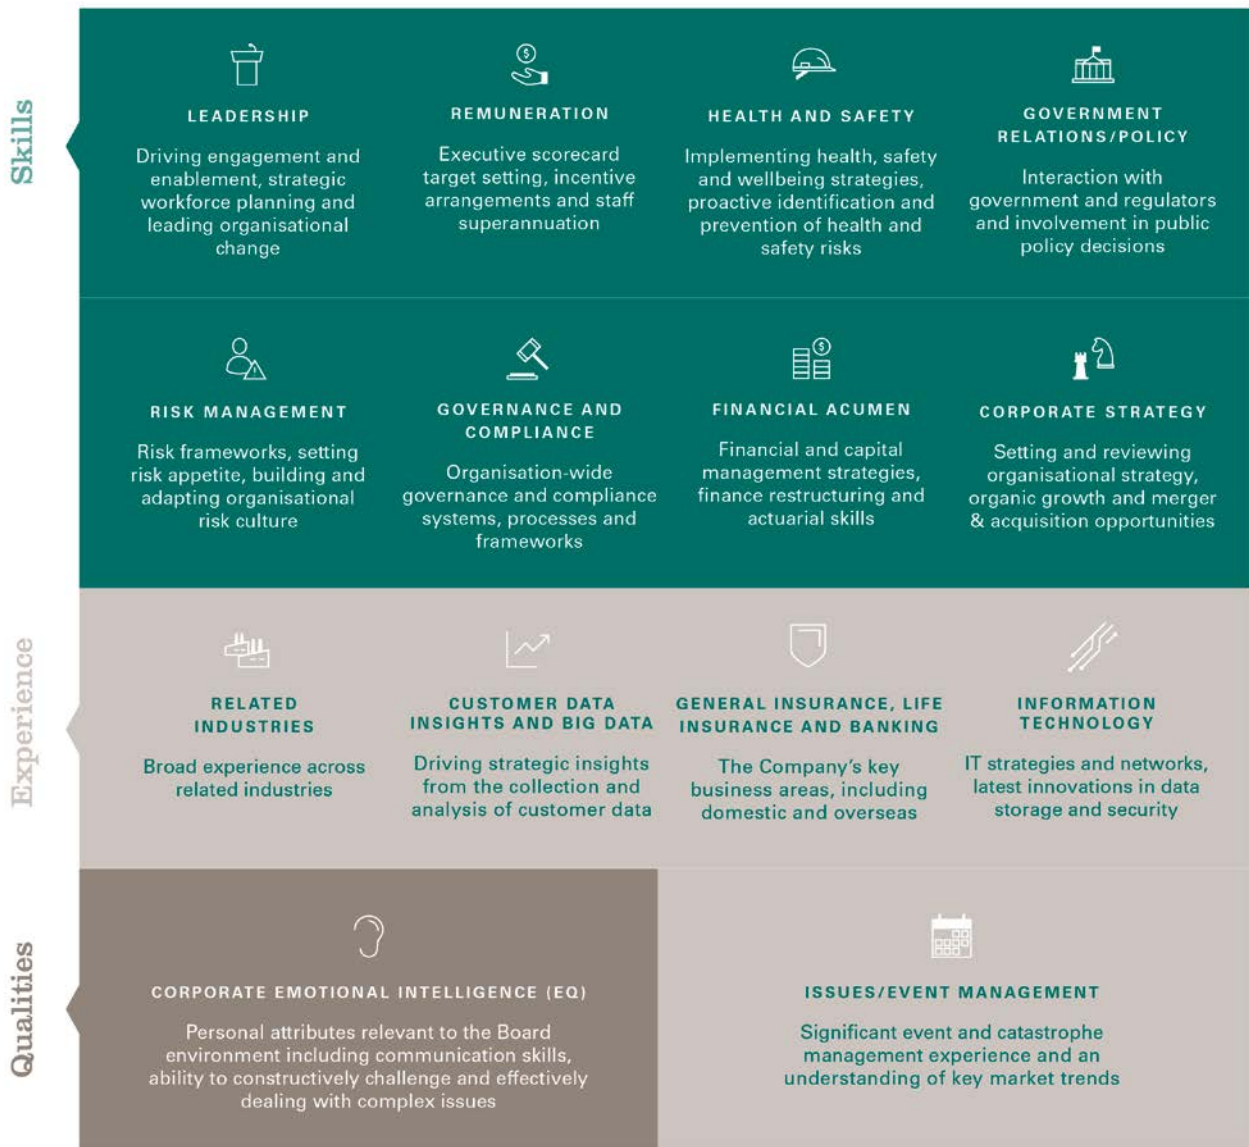 Skills
LEADERSHIP
Driving engagement and
enablement, strategic
workforce planning and
leading organisational
change
REMUNERATION
Executive scorecard
target setting, incentive
arrangements and staff
superannuation
HEALTH AND SAFETY
Implementing health, safety
and wellbeing strategies,
proactive identification and
prevention of health and
safety risks
GOVERNMENT
RELATIONS/POLICY
Interaction with
government and regulators
and involvement in public
policy decisions
RISK MANAGEMENT
Risk frameworks, setting
risk appetite, building and
adapting organisational
risk culture
GOVERNANCE AND
COMPLIANCE
Organisation-wide
governance and compliance
systems, processes and
frameworks
FINANCIAL ACUMEN
Financial and capital
management strategies,
finance restructuring and
actuarial skills
CORPORATE STRATEGY
Setting and reviewing
organisational strategy,
organic growth and merger
& acquisition opportunities
Experience
RELATED
INDUSTRIES
Broad experience across
related industries
CUSTOMER DATA
INSIGHTS AND BIG DATA
Driving strategic insights
from the collection and
analysis of customer data
GENERAL INSURANCE, LIFE
INSURANCE AND BANKING
The Company's key
business areas, including
domestic and overseas
INFORMATION
TECHNOLOGY
IT strategies and networks,
latest innovations in data
storage and security
Qualities
CORPORATE EMOTIONAL INTELLIGENCE (EQ)
Personal attributes relevant to the Board
environment including communication skills,
ability to constructively challenge and effectively
dealing with complex issues
ISSUES/EVENT MANAGEMENT
Significant event and catastrophe
management experience and an
understanding of key market trends